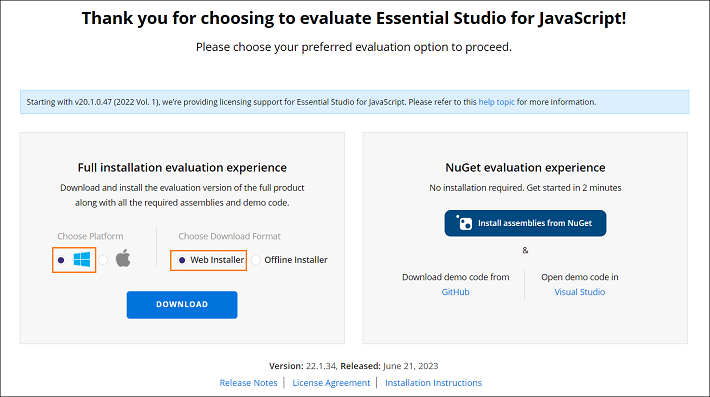 Thank you for choosing to evaluate Essential Studio for JavaScript!
Please choose your preferred evaluation option to proceed.
Starting with v20.1.0.47 (2022 Vol. 1), we're providing licensing support for Essential Studio for JavaScript. Please refer to this help topic for more information.
Full installation evaluation experience
Download and install the evaluation version of the full product
along with all the required assemblies and demo code.
Choose Platform
Choose Download Format
Web Installer
Offline Installer
DOWNLOAD
NuGet evaluation experience
No installation required. Get started in 2 minutes
Install assemblies from NuGet
&
Download demo code from
GitHub
Open demo code in
Visual Studio
Version: 22.1.34, Released: June 21, 2023
Release Notes | License Agreement | Installation Instructions